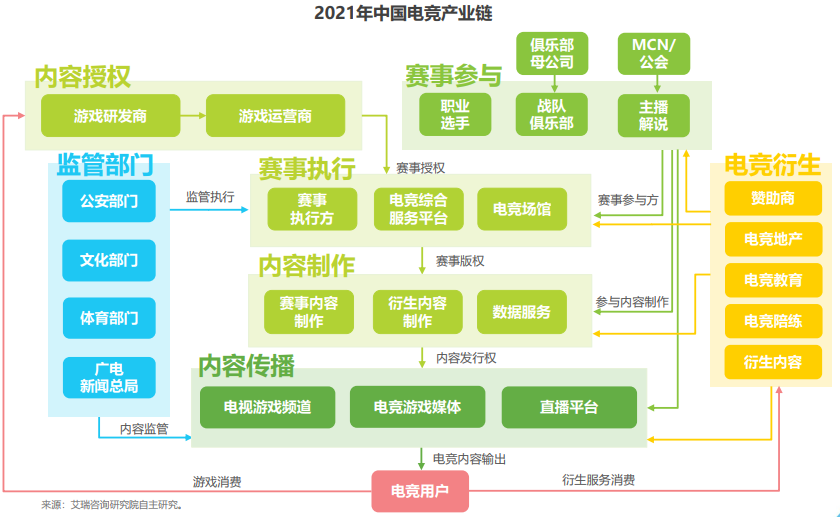 2021年中国电竞产业链
俱乐部
母公司
MCN/
公会
内容授权
赛事参与
游戏研发商
游戏运营商
职业
选手
战队
俱乐部
主播
解说
监管部门
赛事执行
赛事授权
电竞衍生
公安部门
监管执行
赛事
执行方
电竞综合
服务平台
电竞场馆
赛事参与方
赞助商
文化部门
电竞地产
内容制作
赛事版权
电竞教育
体育部门
赛事内容
制作
衍生内容
制作
数据服务
参与内容制作
电竞陪练
内容传播
内容发行权
衍生内容
广电
新闻总局
电视游戏频道
电竞游戏媒体
直播平台
内容监管
电竞内容输出
游戏消费
电竞用户
衍生服务消费
来源：艾瑞咨询研究院自主研究。